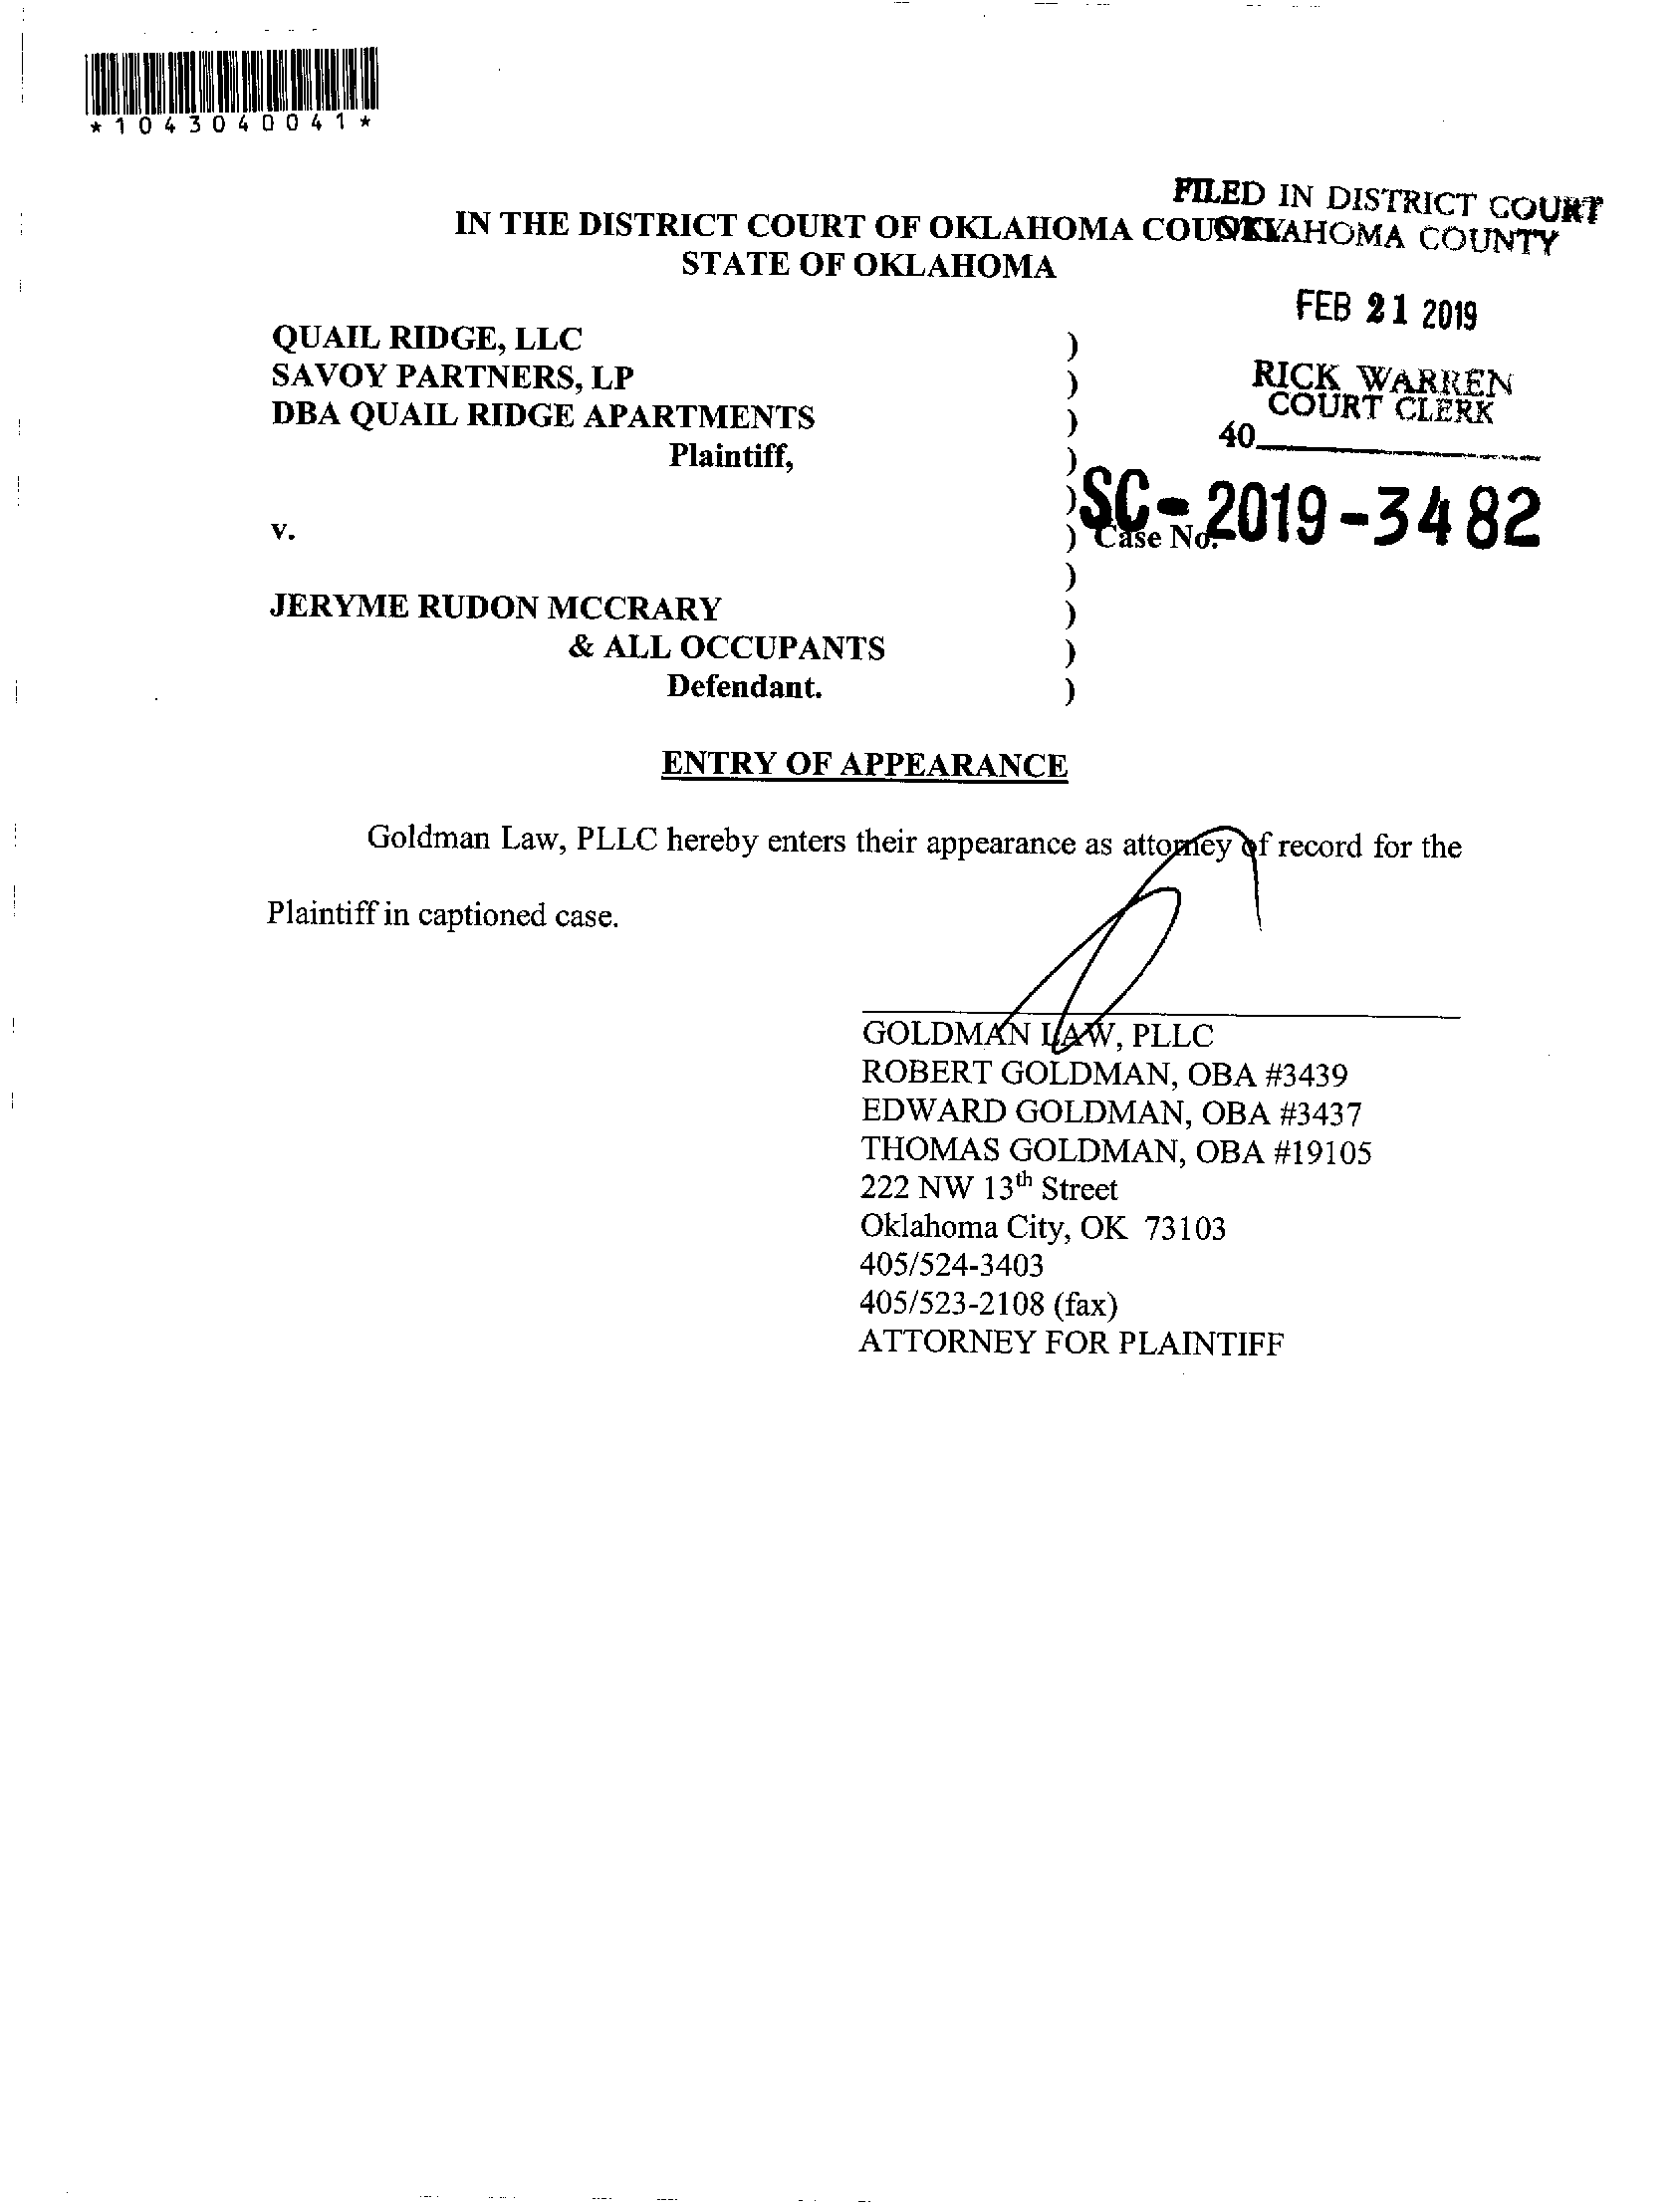 *1043040041*
FILED IN DISTRICT COURT
OKLAHOMA COUNTY
IN THE DISTRICT COURT OF OKLAHOMA COUNTY
STATE OF OKLAHOMA
FEB 21 2019
QUAIL RIDGE, LLC )
SAVOY PARTNERS, LP ) RICK WARREN
COURT CLERK
DBA QUAIL RIDGE APARTMENTS )
40
Plaintiff, )
) SC-2019-3482
v. ) Case No.
)
JERYME RUDON MCCRARY )
& ALL OCCUPANTS )
Defendant. )
ENTRY OF APPEARANCE
Goldman Law, PLLC hereby enters their appearance as attorney of record for the
Plaintiff in captioned case.
GOLDMAN LAW, PLLC
ROBERT GOLDMAN, OBA #3439
EDWARD GOLDMAN, OBA #3437
THOMAS GOLDMAN, OBA #19105
222 NW 13th Street
Oklahoma City, OK 73103
405/524-3403
405/523-2108 (fax)
ATTORNEY FOR PLAINTIFF